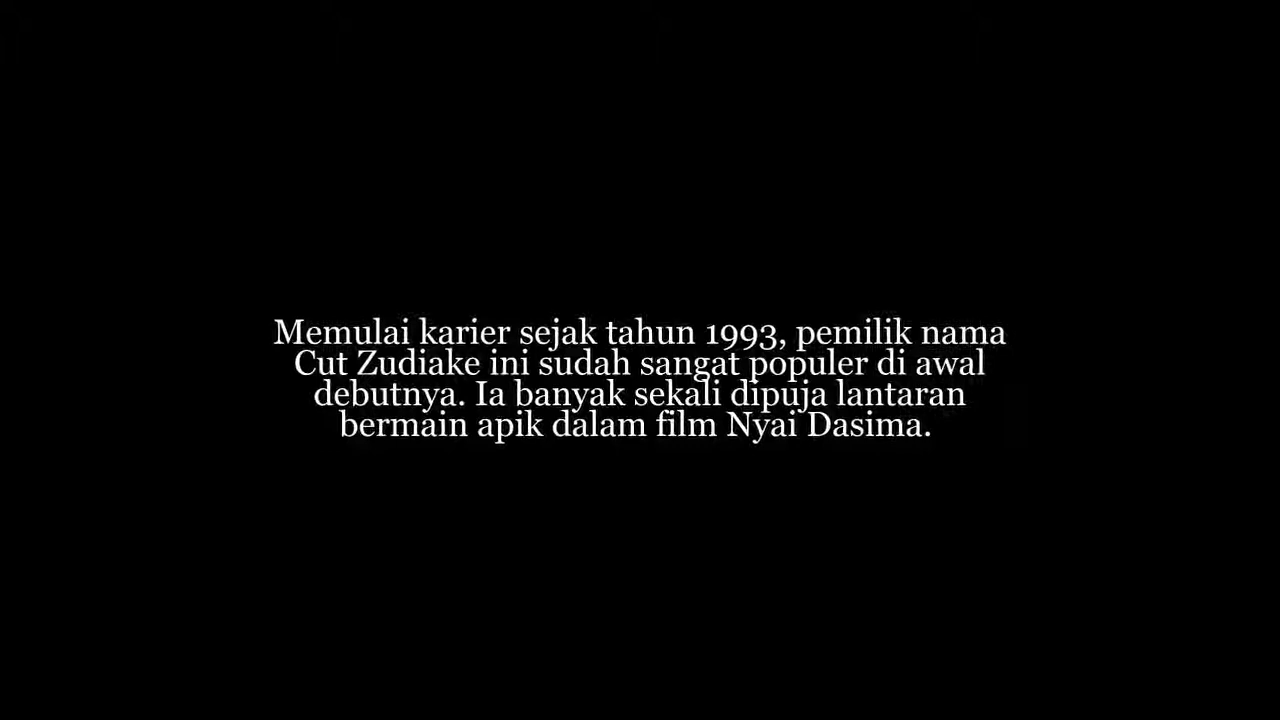 Memulai karier sejak tahun 1993, pemilik nama
Cut Zudiake ini sudah sangat populer di awal
debutnya. Ia banyak sekali dipuja lantaran
bermain apik dalam film Nyai Dasima.